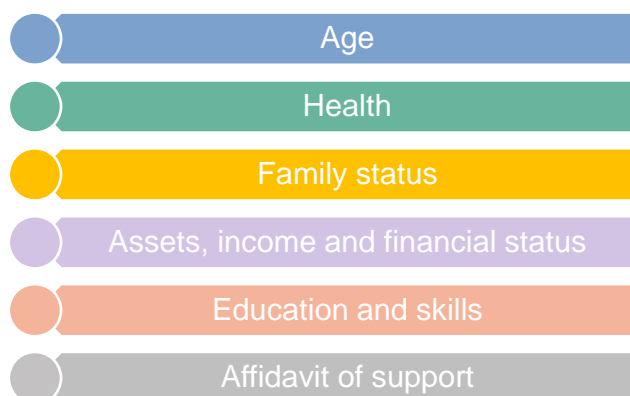 Age
Health
Family status
Assets, income and financial status
Education and skills
Affidavit of support